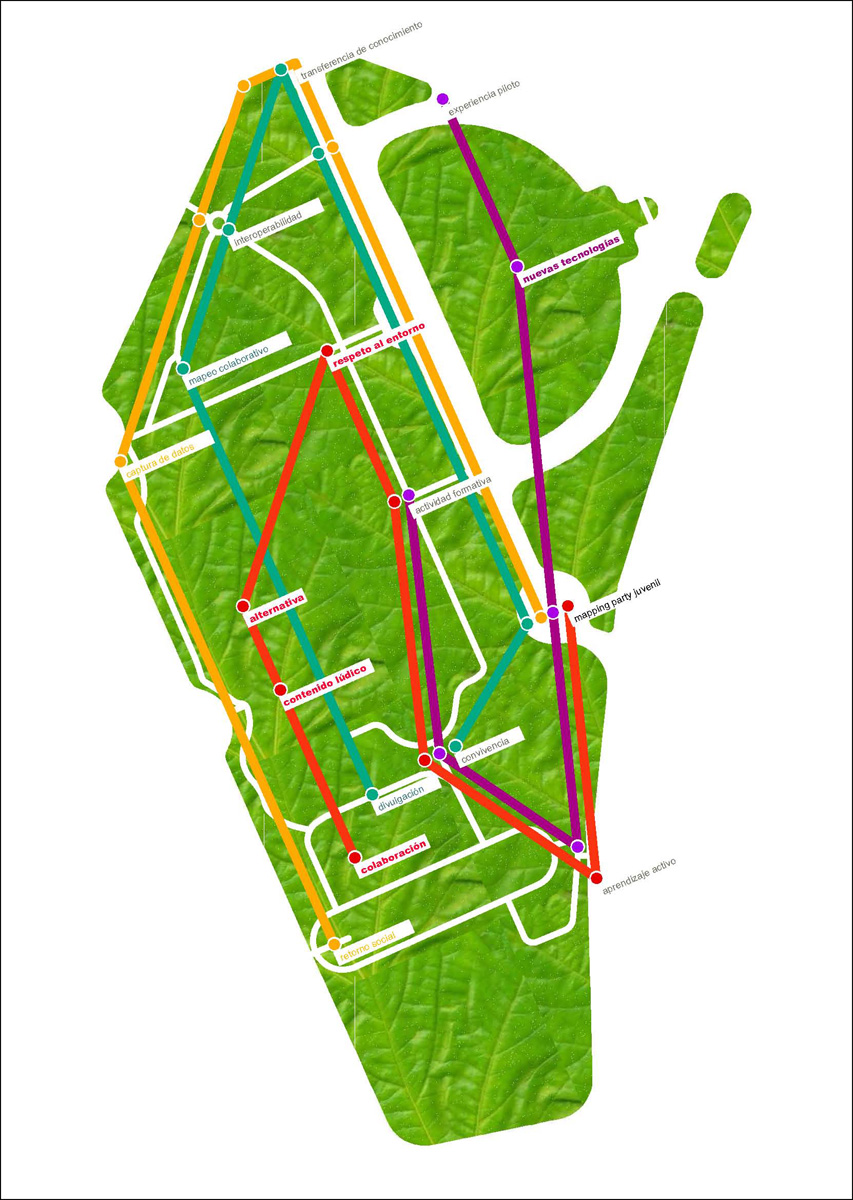 transferencia de conocimiento
experiencia piloto
interoperabilidad
nuevas tecnologías
respeto al entorno
mapeo colaborativo
captura de datos
actividad formativa
alternativa
mapping party juvenil
contenido lúdico
convivencia
divulgación
colaboración
aprendizaje activo
retorno social